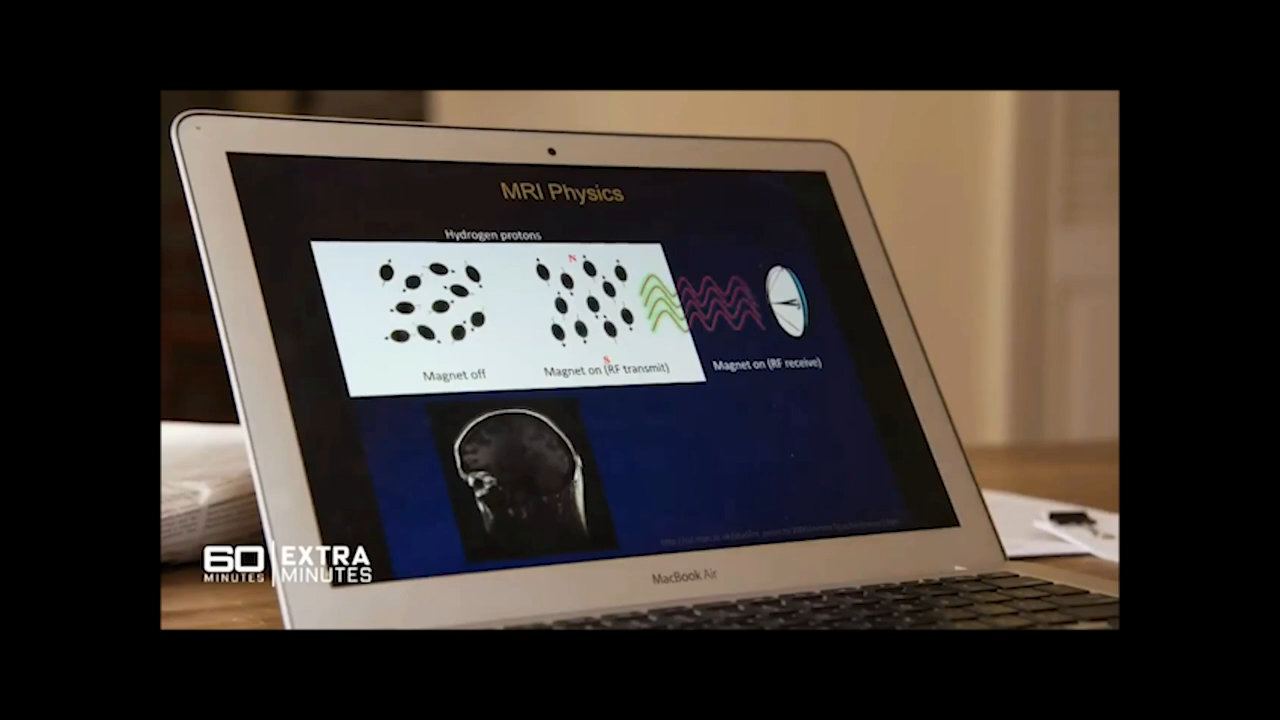 MRI Physics
Hydrogen protons
N
S
Magnet off
Magnet on (RF transmit)
Magnet on (RF receive)
MacBook Air
60 MINUTES
EXTRA MINUTES